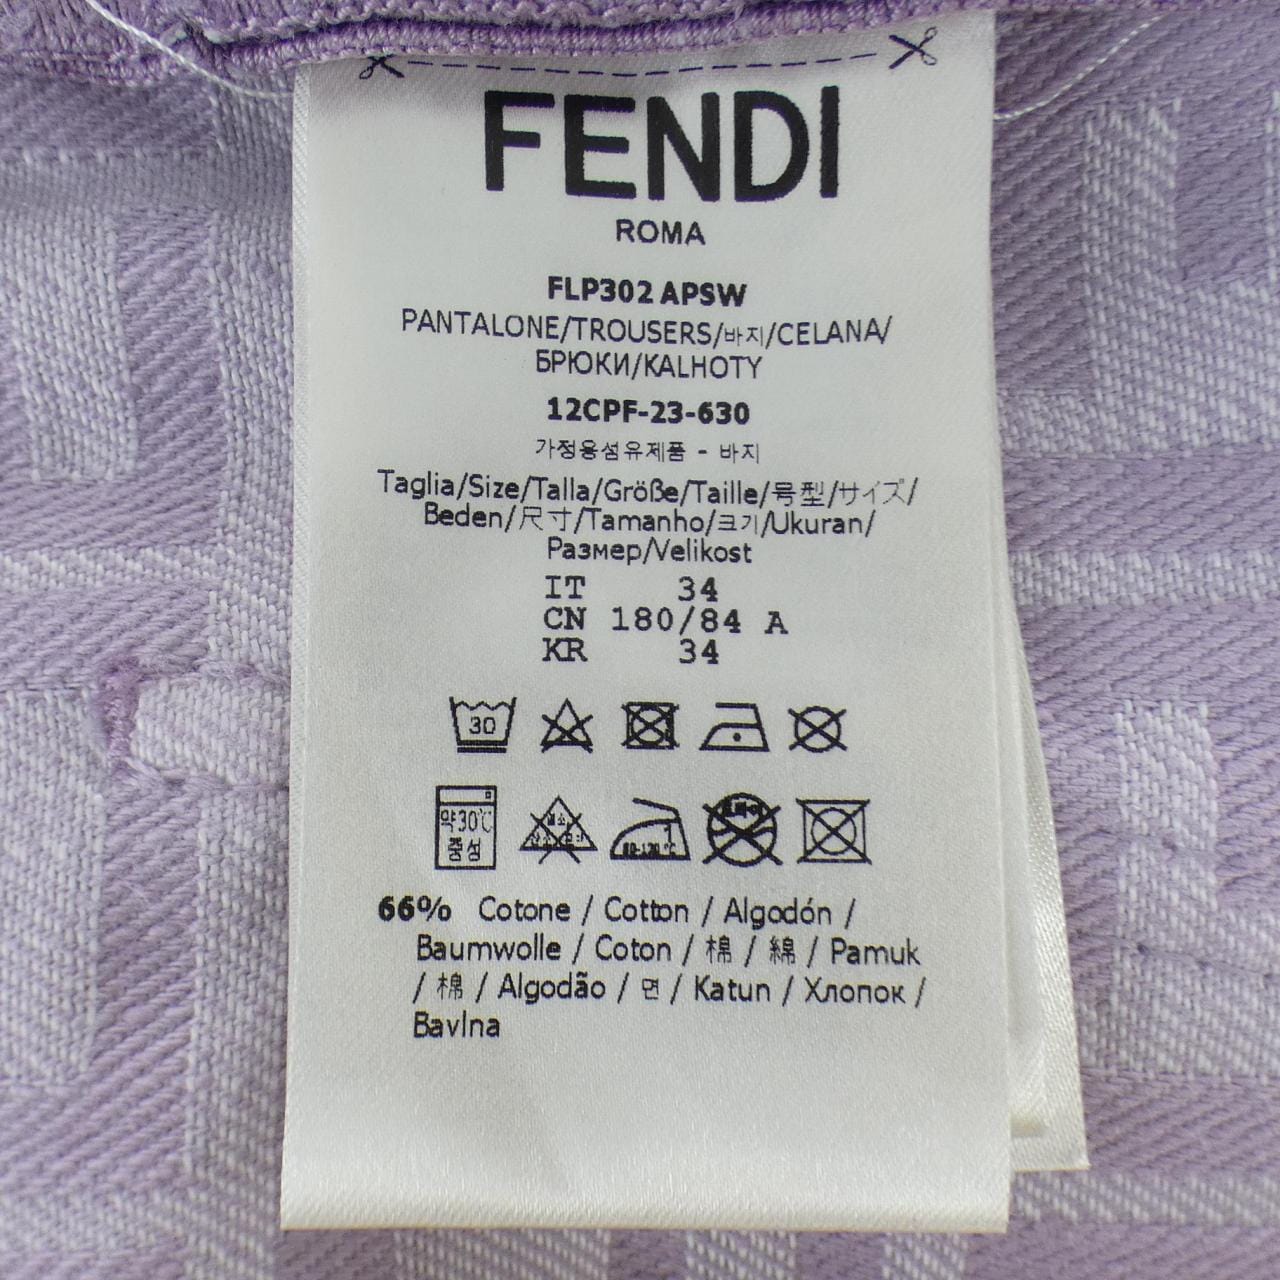 FENDI
ROMA
FLP302 APSW
PANTALONE/TROUSERS/바지/CELANA/
БРЮКИ/KALHOTY
12CPF-23-630
가정용섬유제품 - 바지
Taglia/Size/Talla/Größe/Taille/号型/サイズ/
Beden/尺寸/Tamanho/크기/Ukuran/
Размер/Velikost
IT 34
CN 180/84 A
KR 34
30
약30℃
중성
66% Cotone / Cotton / Algodón /
Baumwolle / Coton / 棉 / 綿 / Pamuk
/ 棉 / Algodão / 면 / Katun / Хлопок /
Bavlna